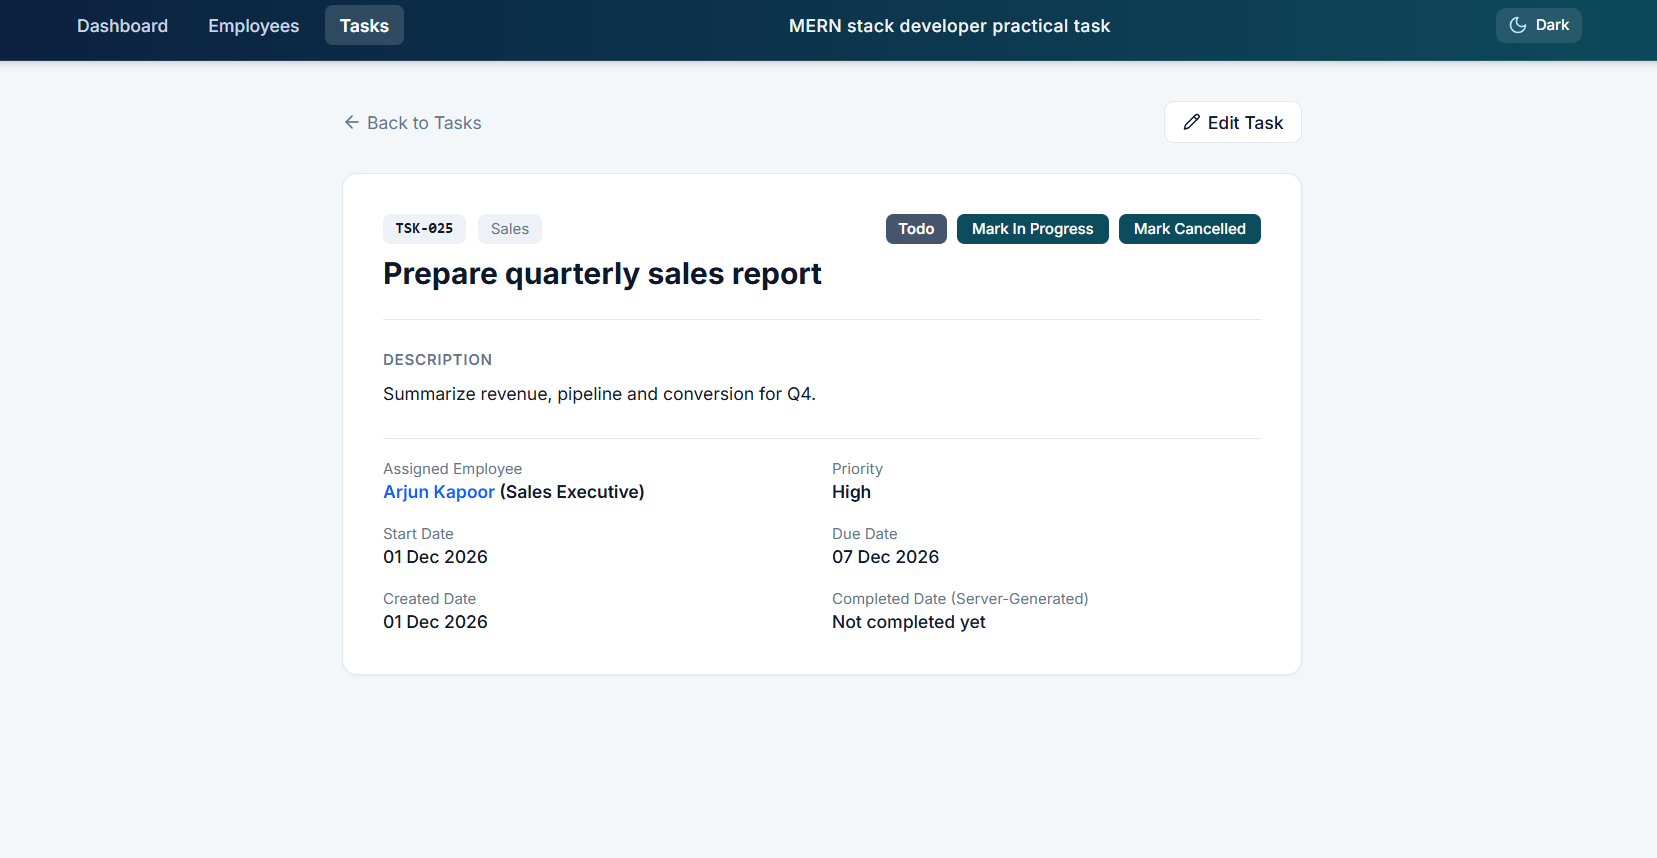 Dashboard Employees Tasks MERN stack developer practical task Dark
Back to Tasks Edit Task
TSK-025 Sales Todo Mark In Progress Mark Cancelled
Prepare quarterly sales report
DESCRIPTION
Summarize revenue, pipeline and conversion for Q4.
Assigned Employee Priority
Arjun Kapoor (Sales Executive) High
Start Date Due Date
01 Dec 2026 07 Dec 2026
Created Date Completed Date (Server-Generated)
01 Dec 2026 Not completed yet